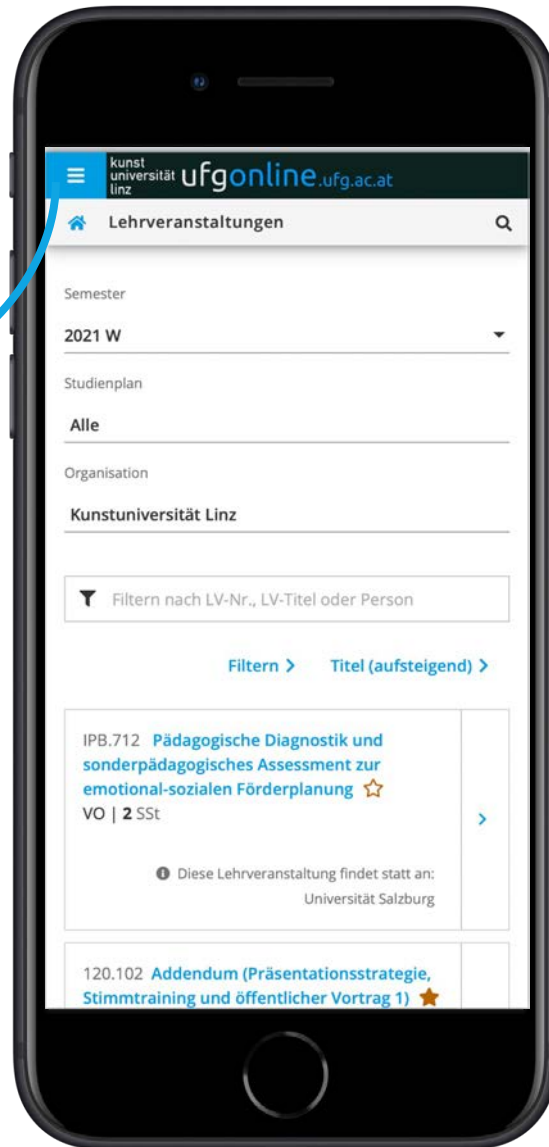 kunst
universität
linz
ufgonline.ufg.ac.at
Lehrveranstaltungen
Semester
2021 W
Studienplan
Alle
Organisation
Kunstuniversität Linz
Filtern nach LV-Nr., LV-Titel oder Person
Filtern Titel (aufsteigend)
IPB.712 Pädagogische Diagnostik und
sonderpädagogisches Assessment zur
emotional-sozialen Förderplanung
VO | 2 SSt
Diese Lehrveranstaltung findet statt an:
Universität Salzburg
120.102 Addendum (Präsentationsstrategie,
Stimmtraining und öffentlicher Vortrag 1)